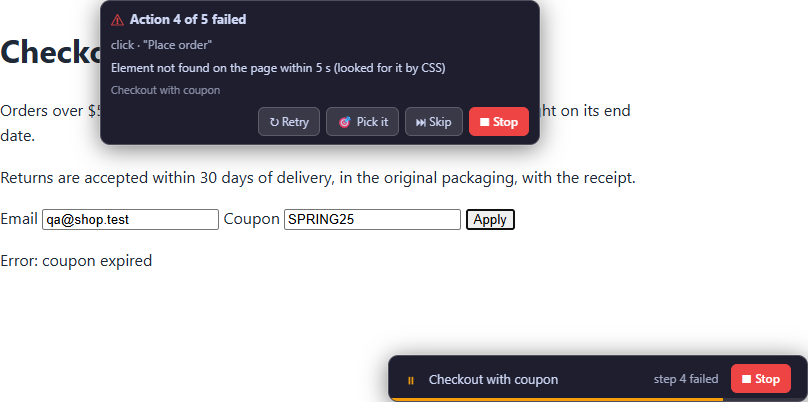 Action 4 of 5 failed
click · "Place order"
Element not found on the page within 5 s (looked for it by CSS)
Checkout with coupon
↻ Retry
🎯 Pick it
⏭ Skip
■ Stop
Orders over $
on its end
date.
Returns are accepted within 30 days of delivery, in the original packaging, with the receipt.
Email qa@shop.test Coupon SPRING25 Apply
Error: coupon expired
Checkout with coupon step 4 failed ■ Stop